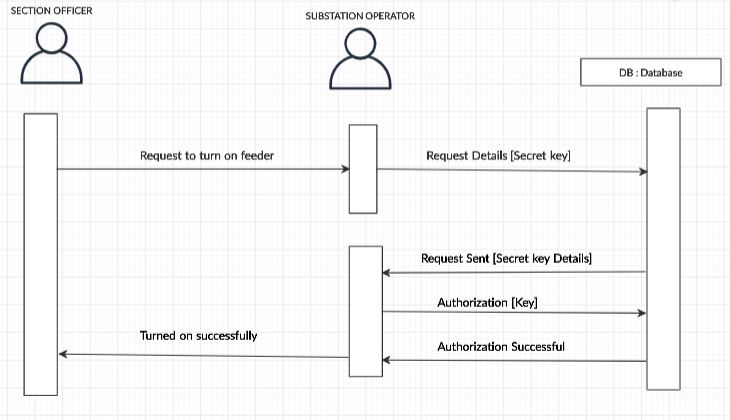 SECTION OFFICER
SUBSTATION OPERATOR
DB : Database
Request to turn on feeder
Request Details [Secret key]
Request Sent [Secret key Details]
Authorization [Key]
Turned on successfully
Authorization Successful